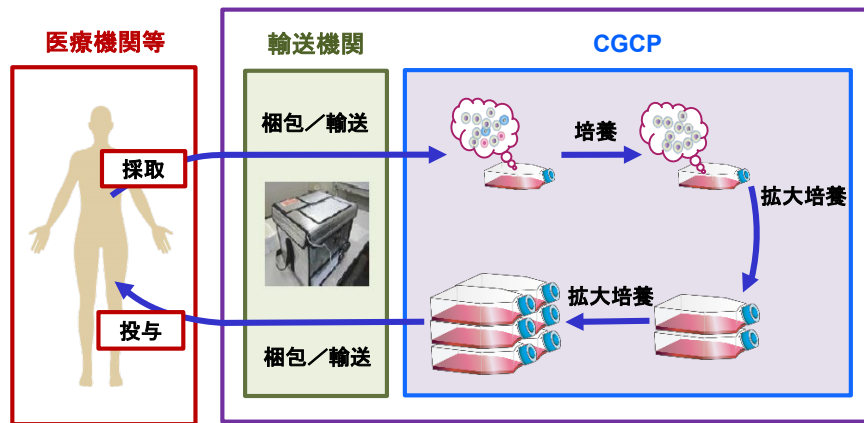 医療機関等
輸送機関
CGCP
梱包／輸送
採取
培養
拡大培養
拡大培養
投与
梱包／輸送